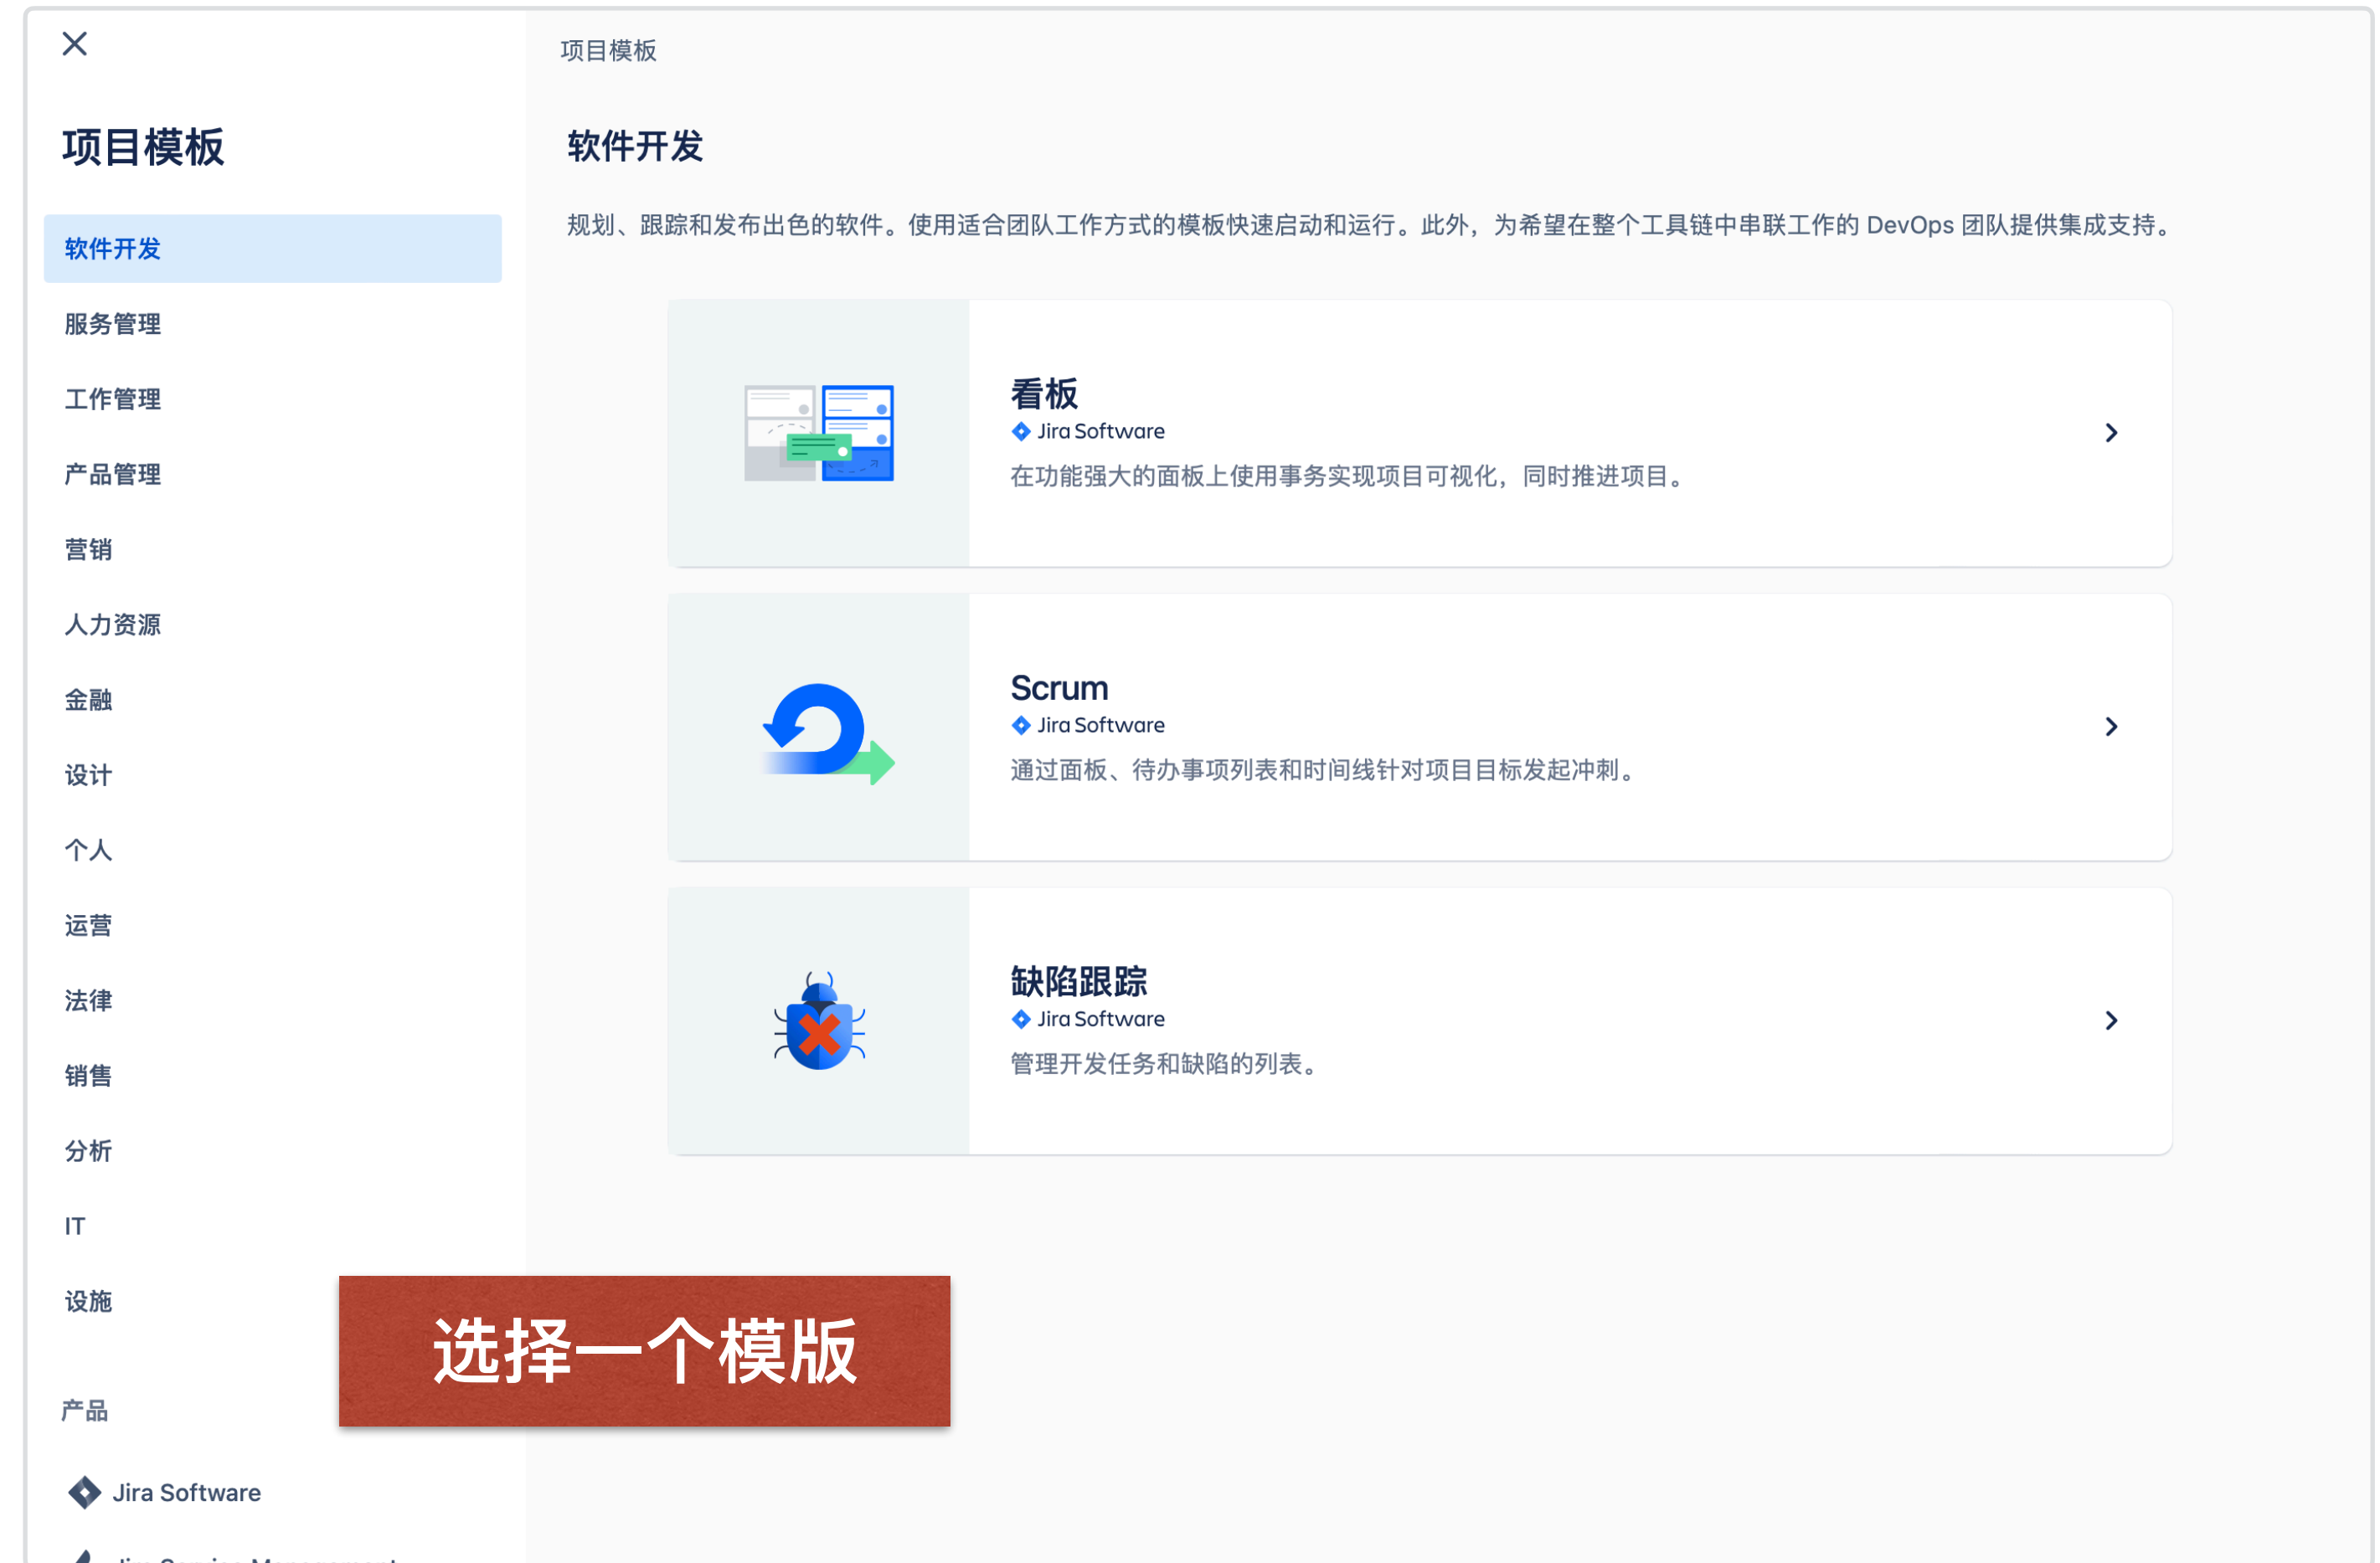 项目模板
软件开发
服务管理
工作管理
产品管理
营销
人力资源
金融
设计
个人
运营
法律
销售
分析
IT
设施
产品
Jira Software
项目模板
软件开发
规划、跟踪和发布出色的软件。使用适合团队工作方式的模板快速启动和运行。此外，为希望在整个工具链中串联工作的 DevOps 团队提供集成支持。
看板
Jira Software
在功能强大的面板上使用事务实现项目可视化，同时推进项目。
Scrum
Jira Software
通过面板、待办事项列表和时间线针对项目目标发起冲刺。
缺陷跟踪
Jira Software
管理开发任务和缺陷的列表。
选择一个模版